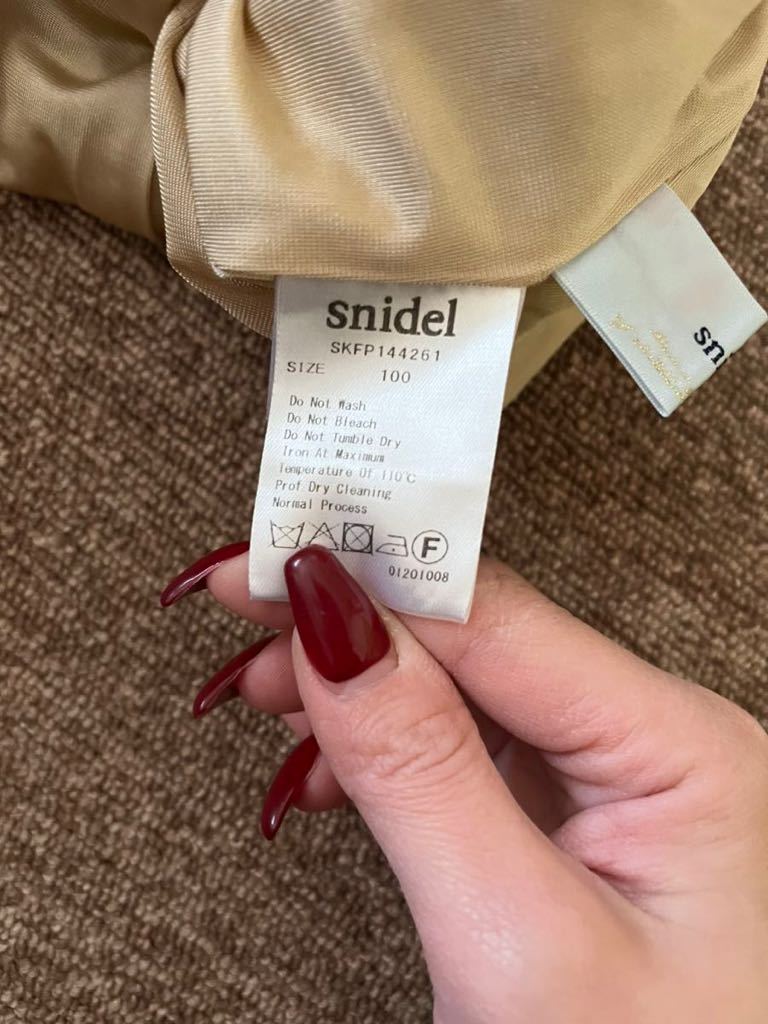 snidel
SKFP144261
SIZE 100
Do Not Wash
Do Not Bleach
Do Not Tumble Dry
Iron At Maximum
Temperature Of 110℃
Prof Dry Cleaning
Normal Process
F
01201008
sni